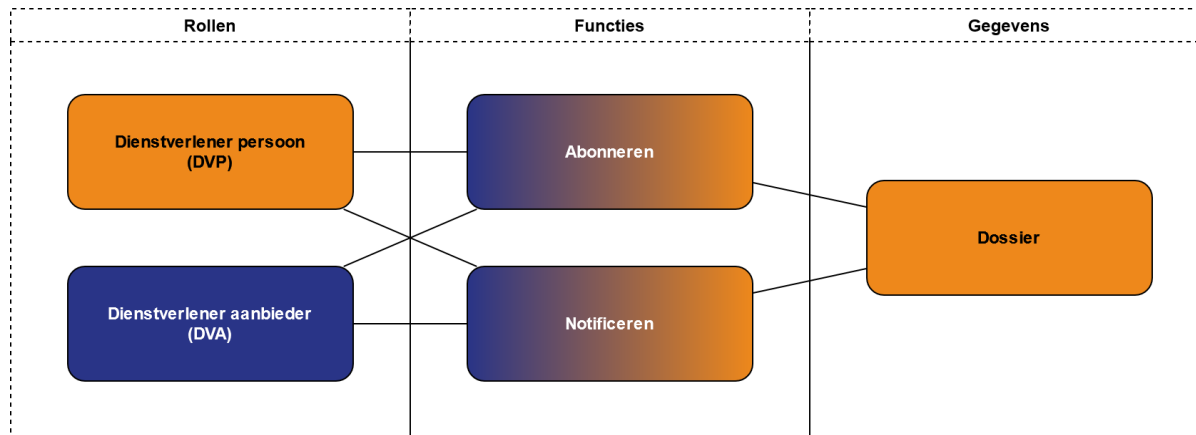 Rollen
Functies
Gegevens
Dienstverlener persoon
(DVP)
Abonneren
Dossier
Dienstverlener aanbieder
(DVA)
Notificeren